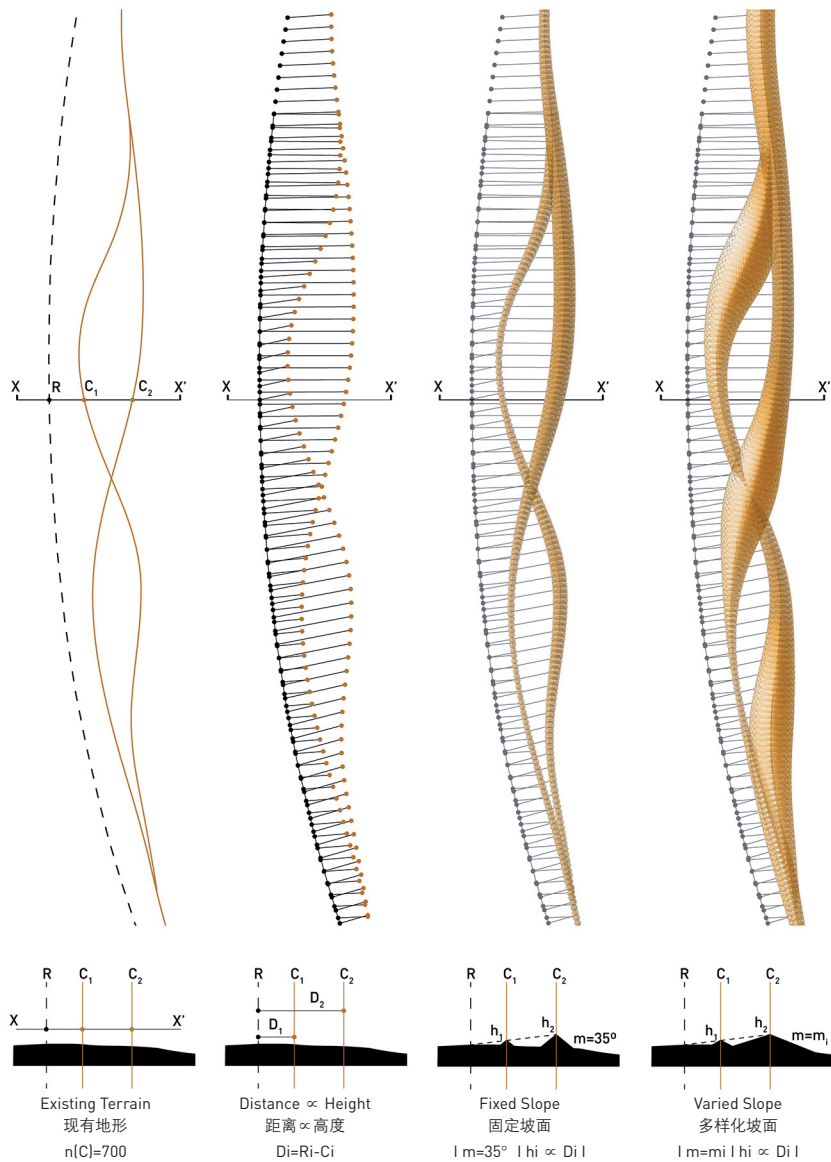 X R C₁ C₂ X'
X X'
X X'
X X'
R C₁ C₂
X X'
Existing Terrain
现有地形
n(C)=700
R C₁ C₂
D₂
D₁
Distance ∝ Height
距离∝高度
Di=Ri-Ci
R C₁ C₂
h₁ h₂ m=35º
Fixed Slope
固定坡面
| m=35° | hi ∝ Di |
R C₁ C₂
h₁ h₂ m=mᵢ
Varied Slope
多样化坡面
| m=mi | hi ∝ Di |